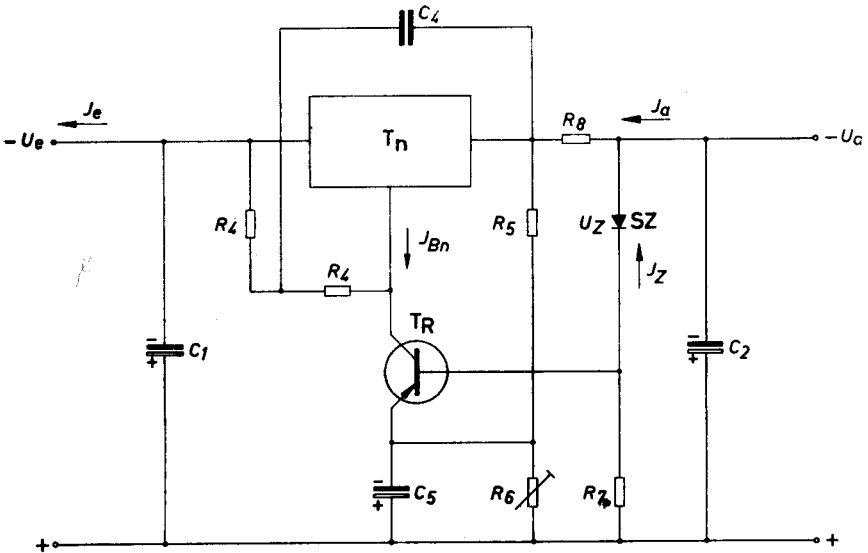 C4
Je
Ja
R8
-Ue
Tn
-Ua
R4
R5
UZ
SZ
JBn
JZ
R4
TR
C1
C2
- +
- +
C5
- +
R6
R7
+
+